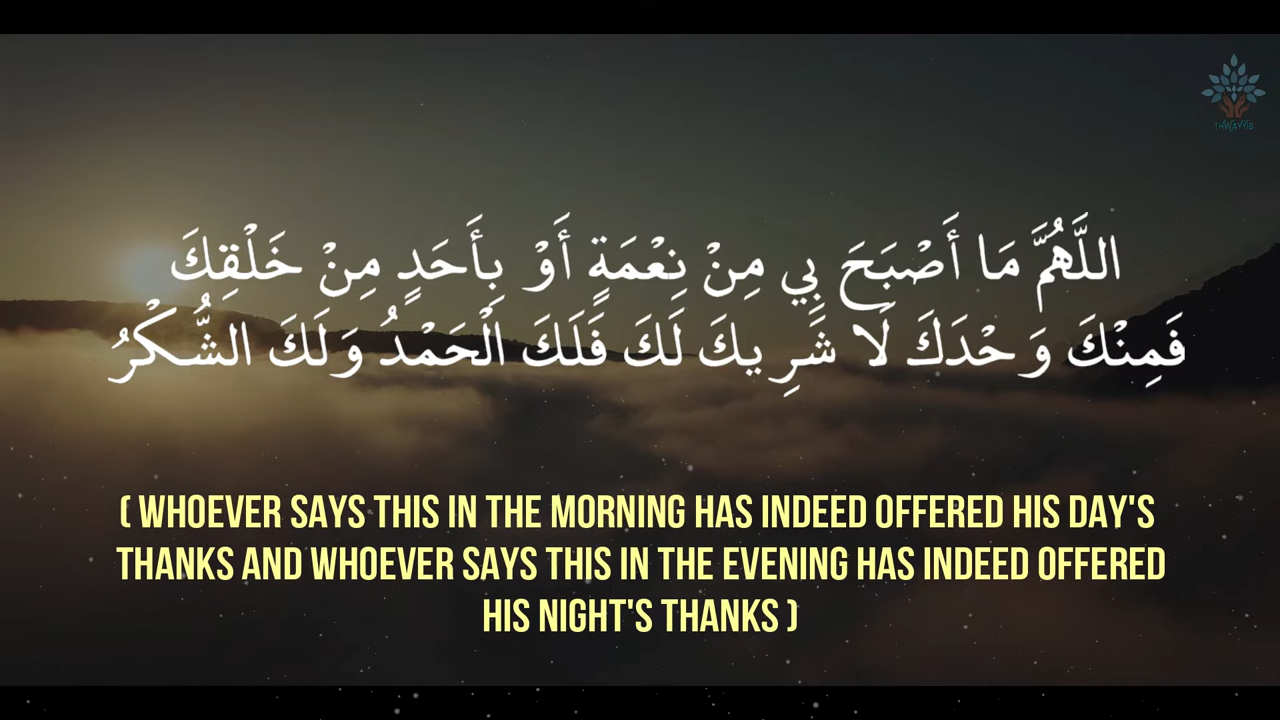 THWAYYIB
اللَّهُمَّ مَا أَصْبَحَ بِي مِنْ نِعْمَةٍ أَوْ بِأَحَدٍ مِنْ خَلْقِكَ
فَمِنْكَ وَحْدَكَ لَا شَرِيكَ لَكَ فَلَكَ الْحَمْدُ وَلَكَ الشُّكْرُ
( WHOEVER SAYS THIS IN THE MORNING HAS INDEED OFFERED HIS DAY'S
THANKS AND WHOEVER SAYS THIS IN THE EVENING HAS INDEED OFFERED
HIS NIGHT'S THANKS )